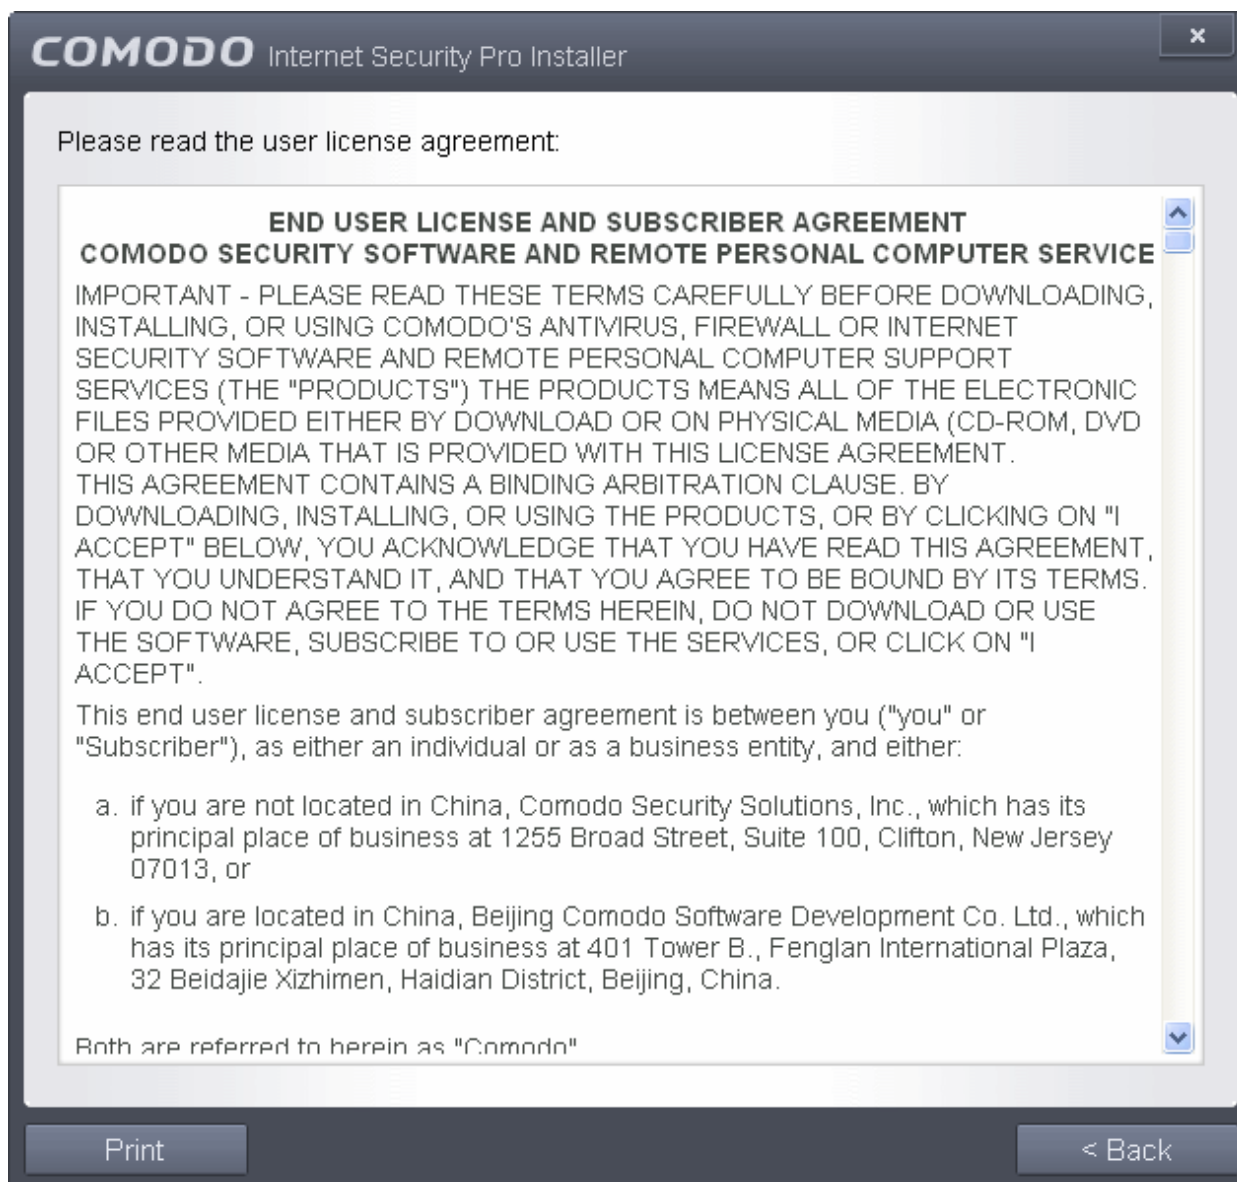 COMODO Internet Security Pro Installer
x
Please read the user license agreement:
END USER LICENSE AND SUBSCRIBER AGREEMENT
COMODO SECURITY SOFTWARE AND REMOTE PERSONAL COMPUTER SERVICE
IMPORTANT - PLEASE READ THESE TERMS CAREFULLY BEFORE DOWNLOADING,
INSTALLING, OR USING COMODO'S ANTIVIRUS, FIREWALL OR INTERNET
SECURITY SOFTWARE AND REMOTE PERSONAL COMPUTER SUPPORT
SERVICES (THE "PRODUCTS") THE PRODUCTS MEANS ALL OF THE ELECTRONIC
FILES PROVIDED EITHER BY DOWNLOAD OR ON PHYSICAL MEDIA (CD-ROM, DVD
OR OTHER MEDIA THAT IS PROVIDED WITH THIS LICENSE AGREEMENT.
THIS AGREEMENT CONTAINS A BINDING ARBITRATION CLAUSE. BY
DOWNLOADING, INSTALLING, OR USING THE PRODUCTS, OR BY CLICKING ON "I
ACCEPT" BELOW, YOU ACKNOWLEDGE THAT YOU HAVE READ THIS AGREEMENT,
THAT YOU UNDERSTAND IT, AND THAT YOU AGREE TO BE BOUND BY ITS TERMS.
IF YOU DO NOT AGREE TO THE TERMS HEREIN, DO NOT DOWNLOAD OR USE
THE SOFTWARE, SUBSCRIBE TO OR USE THE SERVICES, OR CLICK ON "I
ACCEPT".
This end user license and subscriber agreement is between you ("you" or
"Subscriber"), as either an individual or as a business entity, and either:
a. if you are not located in China, Comodo Security Solutions, Inc., which has its
principal place of business at 1255 Broad Street, Suite 100, Clifton, New Jersey
07013, or
b. if you are located in China, Beijing Comodo Software Development Co. Ltd., which
has its principal place of business at 401 Tower B., Fenglan International Plaza,
32 Beidajie Xizhimen, Haidian District, Beijing, China.
Both are referred to herein as "Comodo"
Print
< Back